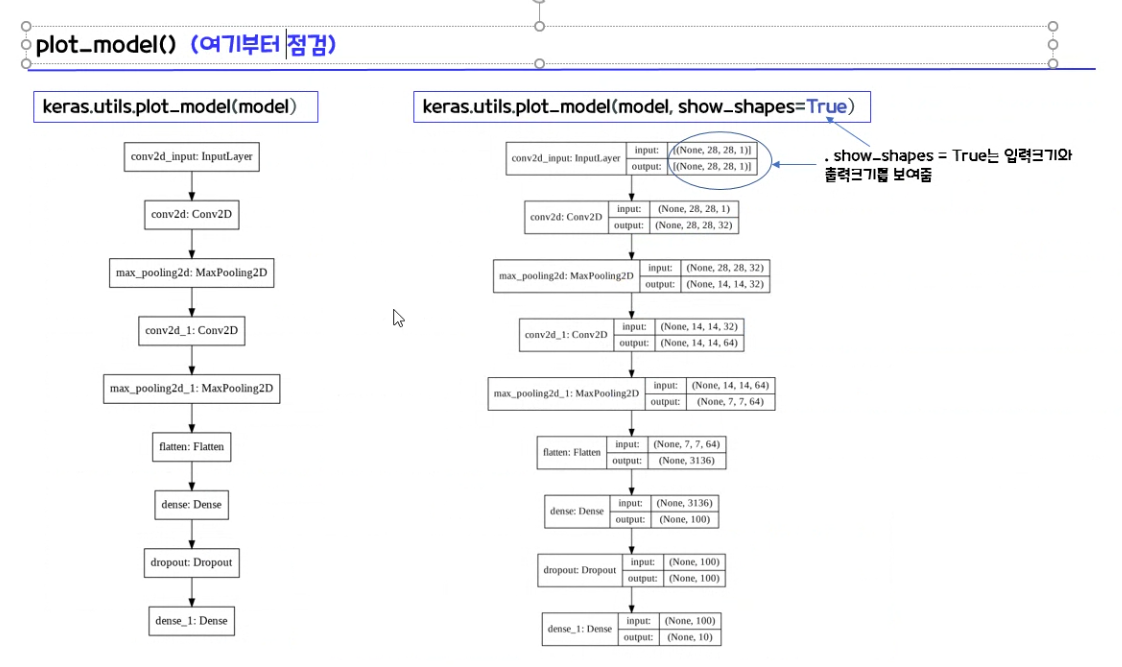 plot_model() (여기부터 점검)
keras.utils.plot_model(model)
conv2d_input: InputLayer
conv2d: Conv2D
max_pooling2d: MaxPooling2D
conv2d_1: Conv2D
max_pooling2d_1: MaxPooling2D
flatten: Flatten
dense: Dense
dropout: Dropout
dense_1: Dense
keras.utils.plot_model(model, show_shapes=True)
. show_shapes = True는 입력크기와
출력크기를 보여줌
conv2d_input: InputLayer
input: [(None, 28, 28, 1)]
output: [(None, 28, 28, 1)]
conv2d: Conv2D
input: (None, 28, 28, 1)
output: (None, 28, 28, 32)
max_pooling2d: MaxPooling2D
input: (None, 28, 28, 32)
output: (None, 14, 14, 32)
conv2d_1: Conv2D
input: (None, 14, 14, 32)
output: (None, 14, 14, 64)
max_pooling2d_1: MaxPooling2D
input: (None, 14, 14, 64)
output: (None, 7, 7, 64)
flatten: Flatten
input: (None, 7, 7, 64)
output: (None, 3136)
dense: Dense
input: (None, 3136)
output: (None, 100)
dropout: Dropout
input: (None, 100)
output: (None, 100)
dense_1: Dense
input: (None, 100)
output: (None, 10)